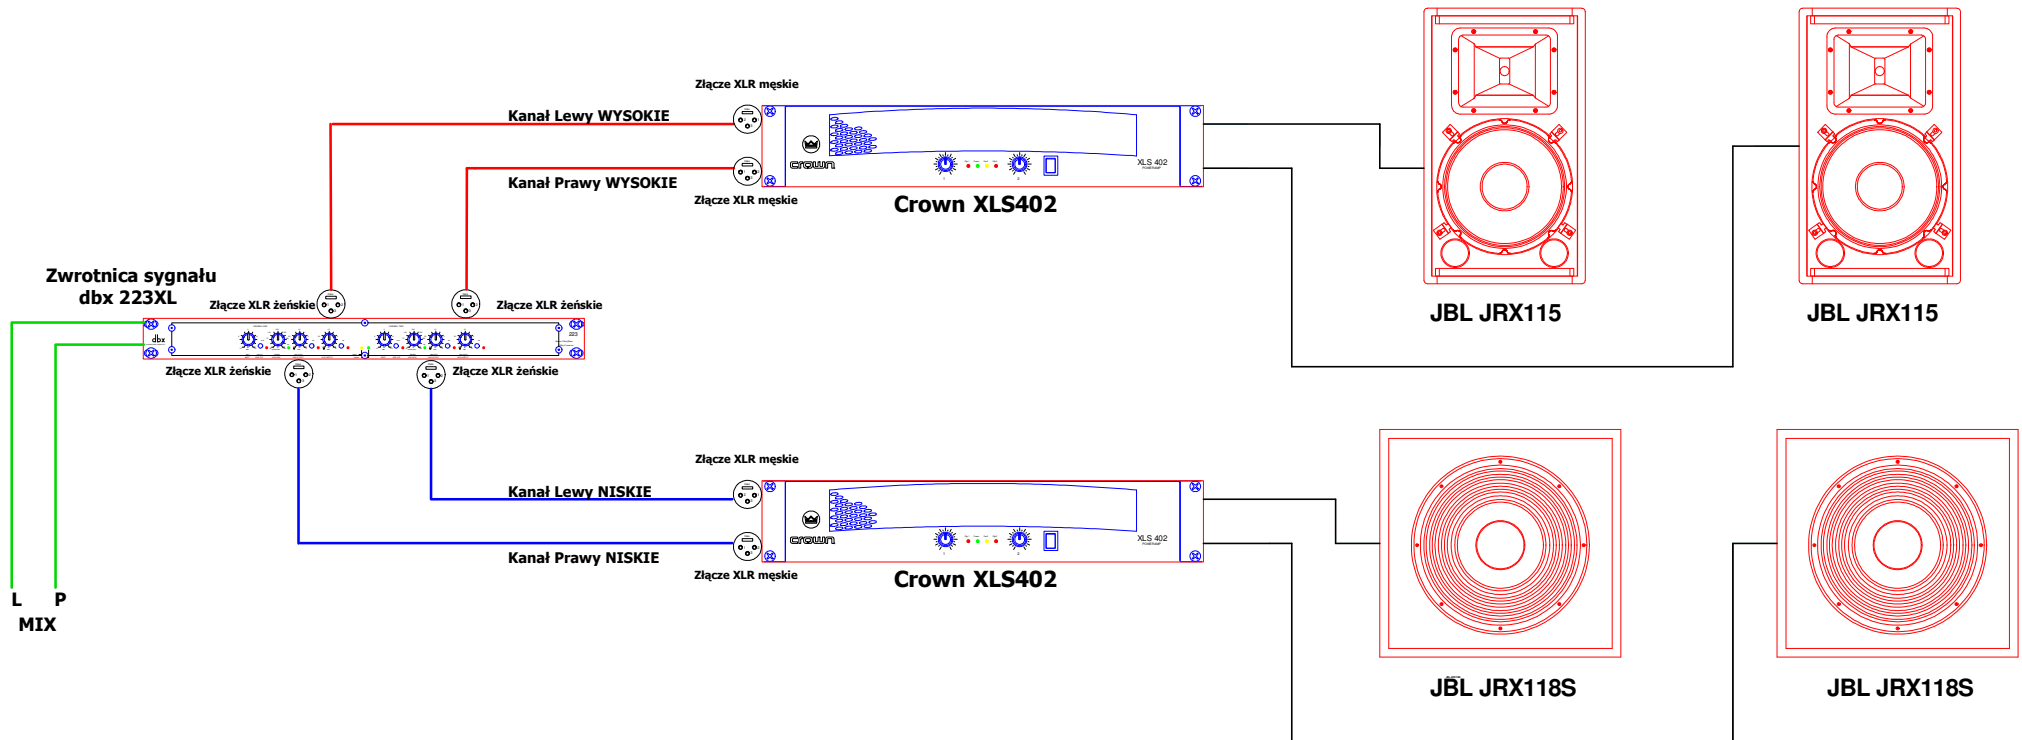 Złącze XLR męskie
Kanał Lewy WYSOKIE
crown
XLS 402
Kanał Prawy WYSOKIE
Złącze XLR męskie
Crown XLS402
JBL JRX115
JBL JRX115
Zwrotnica sygnału
dbx 223XL
Złącze XLR żeńskie
Złącze XLR żeńskie
dbx
223
Złącze XLR żeńskie
Złącze XLR żeńskie
Złącze XLR męskie
Kanał Lewy NISKIE
crown
XLS 402
Kanał Prawy NISKIE
Złącze XLR męskie
Crown XLS402
L P
MIX
JBL JRX118S
JBL JRX118S